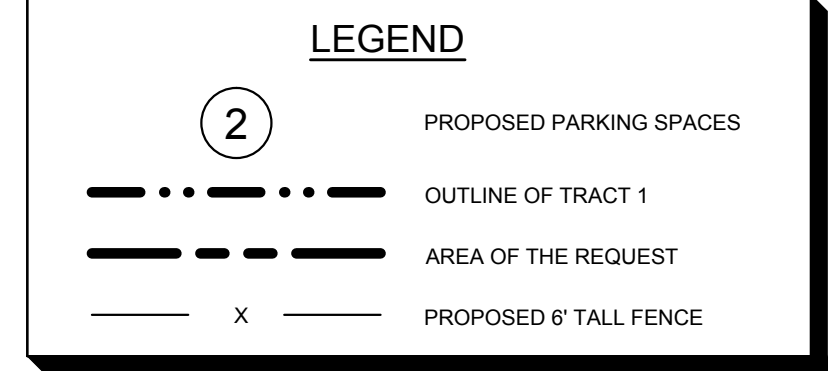 LEGEND
2 PROPOSED PARKING SPACES
OUTLINE OF TRACT 1
AREA OF THE REQUEST
X PROPOSED 6' TALL FENCE